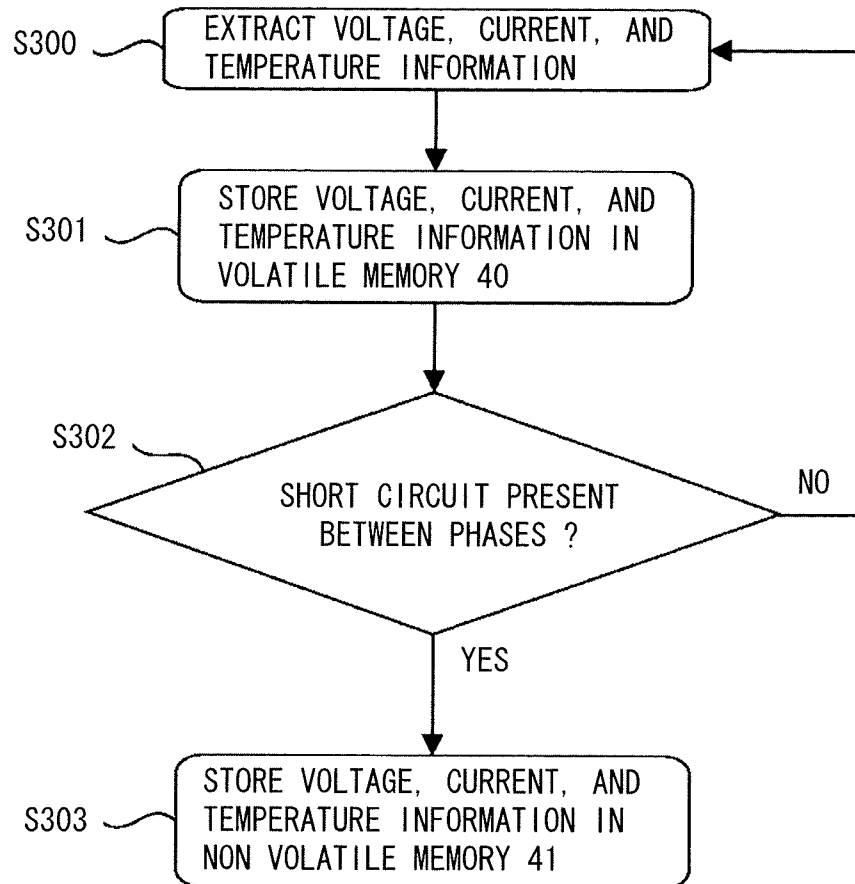 S300
EXTRACT VOLTAGE, CURRENT, AND
TEMPERATURE INFORMATION
S301
STORE VOLTAGE, CURRENT, AND
TEMPERATURE INFORMATION IN
VOLATILE MEMORY 40
S302
SHORT CIRCUIT PRESENT
BETWEEN PHASES ?
NO
YES
S303
STORE VOLTAGE, CURRENT, AND
TEMPERATURE INFORMATION IN
NON VOLATILE MEMORY 41